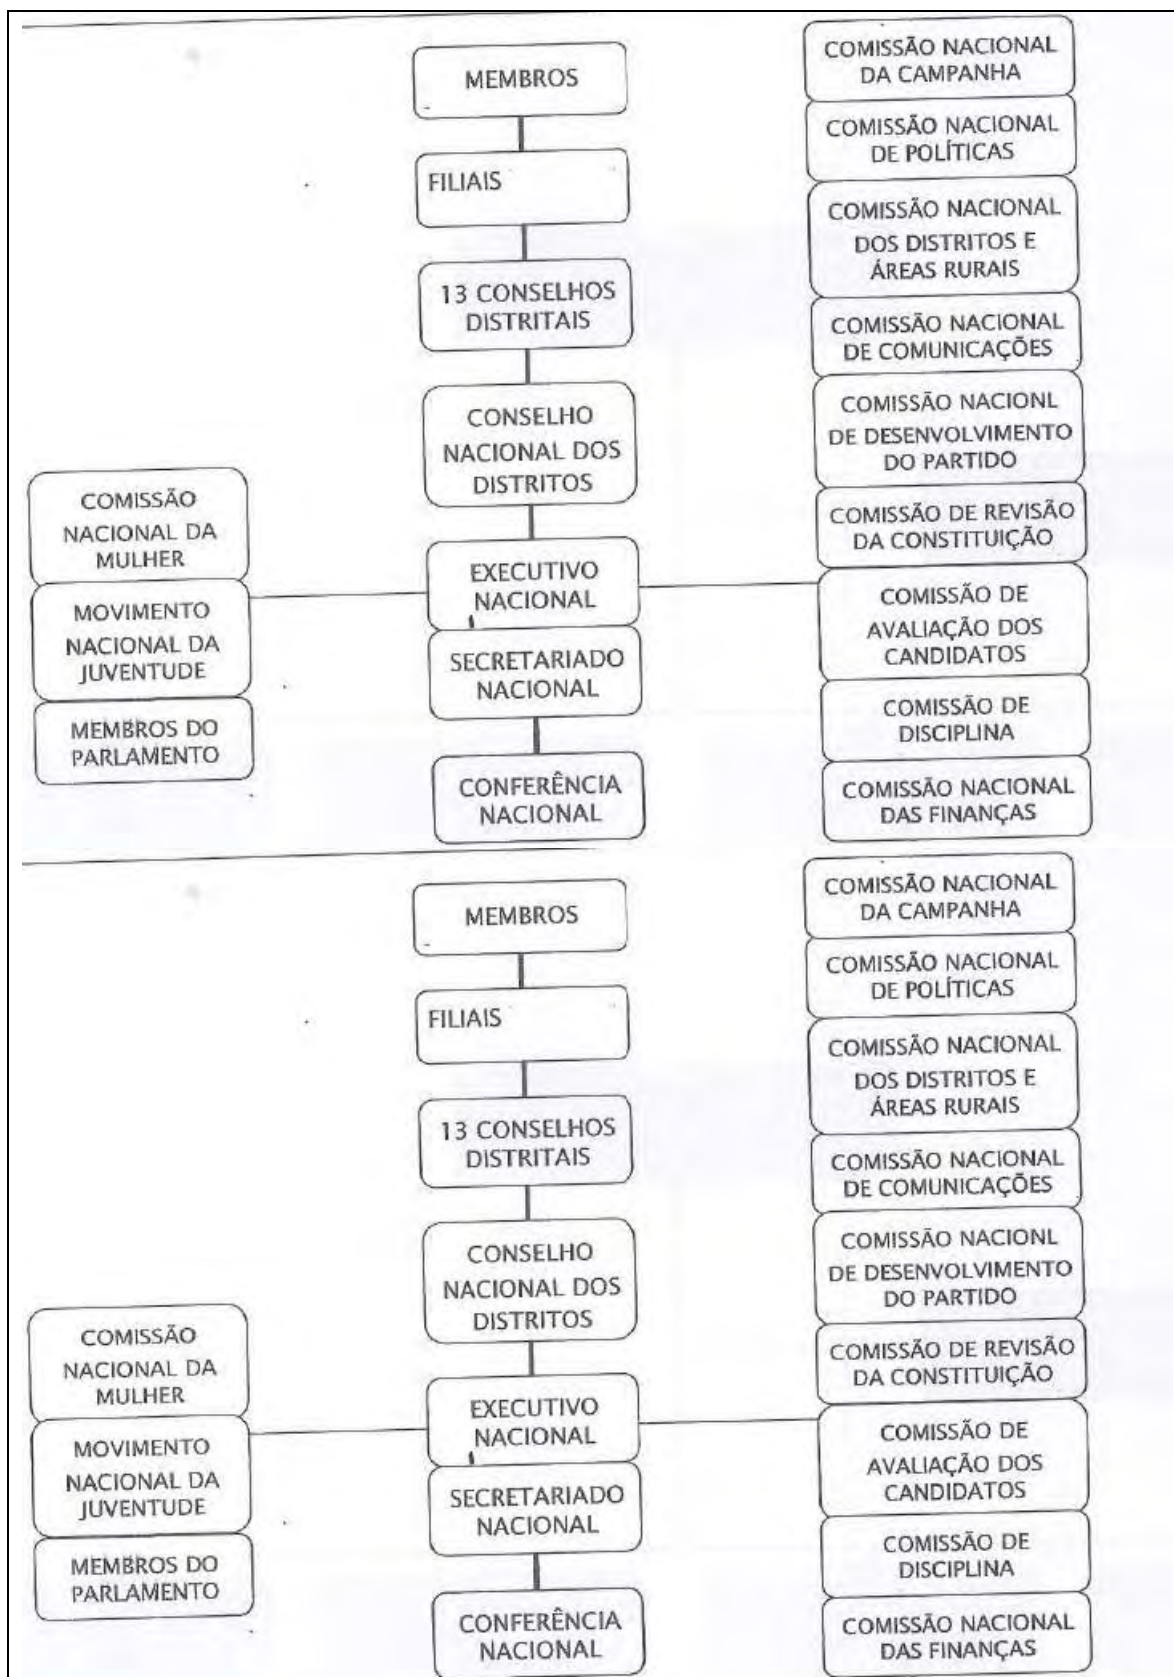 MEMBROS
FILIAIS
13 CONSELHOS
DISTRITAIS
CONSELHO
NACIONAL DOS
DISTRITOS
EXECUTIVO
NACIONAL
SECRETARIADO
NACIONAL
CONFERÊNCIA
NACIONAL
COMISSÃO
NACIONAL DA
MULHER
MOVIMENTO
NACIONAL DA
JUVENTUDE
MEMBROS DO
PARLAMENTO
COMISSÃO NACIONAL
DA CAMPANHA
COMISSÃO NACIONAL
DE POLÍTICAS
COMISSÃO NACIONAL
DOS DISTRITOS E
ÁREAS RURAIS
COMISSÃO NACIONAL
DE COMUNICAÇÕES
COMISSÃO NACIONL
DE DESENVOLVIMENTO
DO PARTIDO
COMISSÃO DE REVISÃO
DA CONSTITUIÇÃO
COMISSÃO DE
AVALIAÇÃO DOS
CANDIDATOS
COMISSÃO DE
DISCIPLINA
COMISSÃO NACIONAL
DAS FINANÇAS
MEMBROS
FILIAIS
13 CONSELHOS
DISTRITAIS
CONSELHO
NACIONAL DOS
DISTRITOS
EXECUTIVO
NACIONAL
SECRETARIADO
NACIONAL
CONFERÊNCIA
NACIONAL
COMISSÃO
NACIONAL DA
MULHER
MOVIMENTO
NACIONAL DA
JUVENTUDE
MEMBROS DO
PARLAMENTO
COMISSÃO NACIONAL
DA CAMPANHA
COMISSÃO NACIONAL
DE POLÍTICAS
COMISSÃO NACIONAL
DOS DISTRITOS E
ÁREAS RURAIS
COMISSÃO NACIONAL
DE COMUNICAÇÕES
COMISSÃO NACIONL
DE DESENVOLVIMENTO
DO PARTIDO
COMISSÃO DE REVISÃO
DA CONSTITUIÇÃO
COMISSÃO DE
AVALIAÇÃO DOS
CANDIDATOS
COMISSÃO DE
DISCIPLINA
COMISSÃO NACIONAL
DAS FINANÇAS